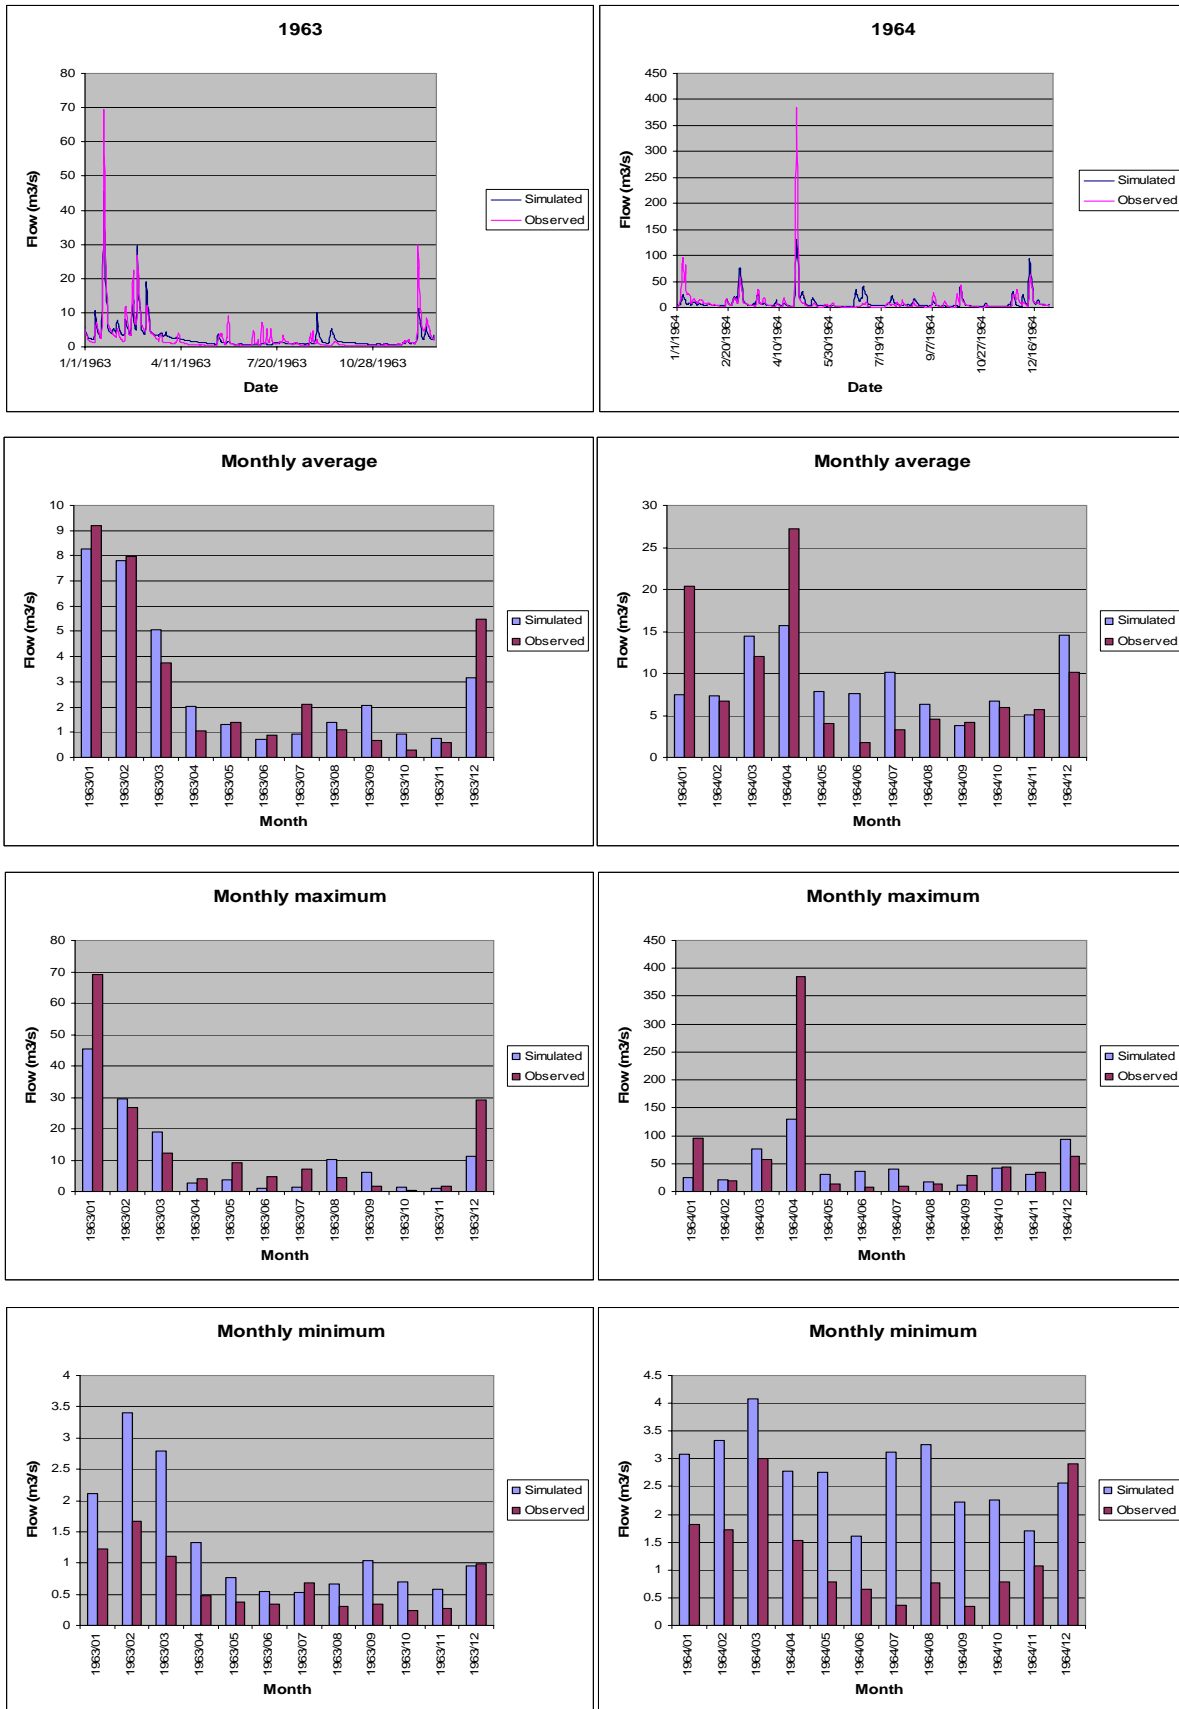 1963
80
70
60
50
40
30
20
10
0
Flow (m3/s)
1/1/1963 4/11/1963 7/20/1963 10/28/1963
Date
Simulated
Observed
1964
450
400
350
300
250
200
150
100
50
0
Flow (m3/s)
1/1/1964 2/20/1964 4/10/1964 5/30/1964 7/19/1964 9/7/1964 10/27/1964 12/16/1964
Date
Simulated
Observed
Monthly average
10
9
8
7
6
5
4
3
2
1
0
Flow (m3/s)
1963/01 1963/02 1963/03 1963/04 1963/05 1963/06 1963/07 1963/08 1963/09 1963/10 1963/11 1963/12
Month
Simulated
Observed
Monthly average
30
25
20
15
10
5
0
Flow (m3/s)
1964/01 1964/02 1964/03 1964/04 1964/05 1964/06 1964/07 1964/08 1964/09 1964/10 1964/11 1964/12
Month
Simulated
Observed
Monthly maximum
80
70
60
50
40
30
20
10
0
Flow (m3/s)
1963/01 1963/02 1963/03 1963/04 1963/05 1963/06 1963/07 1963/08 1963/09 1963/10 1963/11 1963/12
Month
Simulated
Observed
Monthly maximum
450
400
350
300
250
200
150
100
50
0
Flow (m3/s)
1964/01 1964/02 1964/03 1964/04 1964/05 1964/06 1964/07 1964/08 1964/09 1964/10 1964/11 1964/12
Month
Simulated
Observed
Monthly minimum
4
3.5
3
2.5
2
1.5
1
0.5
0
Flow (m3/s)
1963/01 1963/02 1963/03 1963/04 1963/05 1963/06 1963/07 1963/08 1963/09 1963/10 1963/11 1963/12
Month
Simulated
Observed
Monthly minimum
4.5
4
3.5
3
2.5
2
1.5
1
0.5
0
Flow (m3/s)
1964/01 1964/02 1964/03 1964/04 1964/05 1964/06 1964/07 1964/08 1964/09 1964/10 1964/11 1964/12
Month
Simulated
Observed